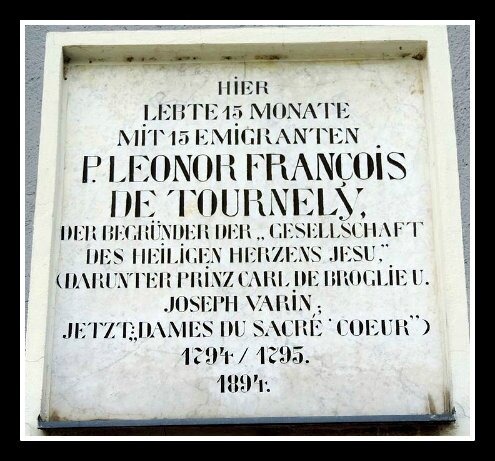 HiER
LEBTE 15 MONATE
MiT 15 EMiGRANTEN
P. LEONOR FRANÇOiS
DE TOURNELY,
DER BEGRÜNDER DER „GESELLSCHAFT
DES HEiLiGEN HERZENS JESU,"
(DARUNTER PRiNZ CARL DE BROGLiE U.
JOSEPH VARiN;
JETZT:„DAMES DU SACRÉ COEUR")
1794/1795.
1894.